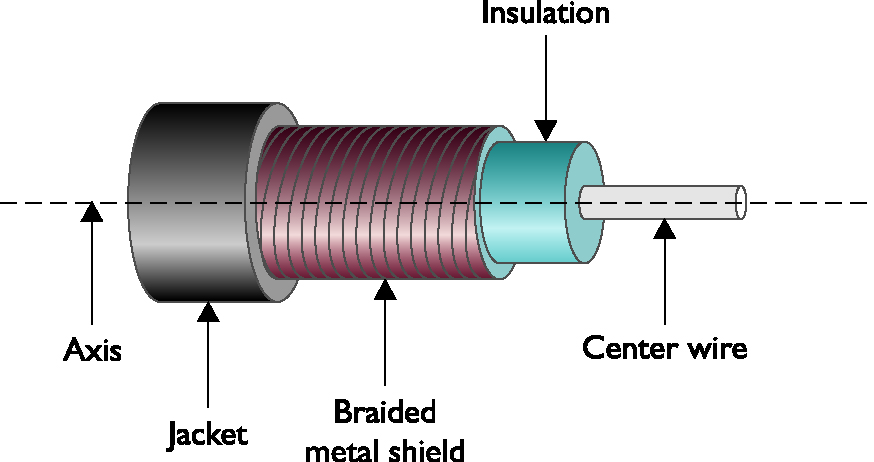 Insulation
Axis
Center wire
Jacket
Braided
metal shield